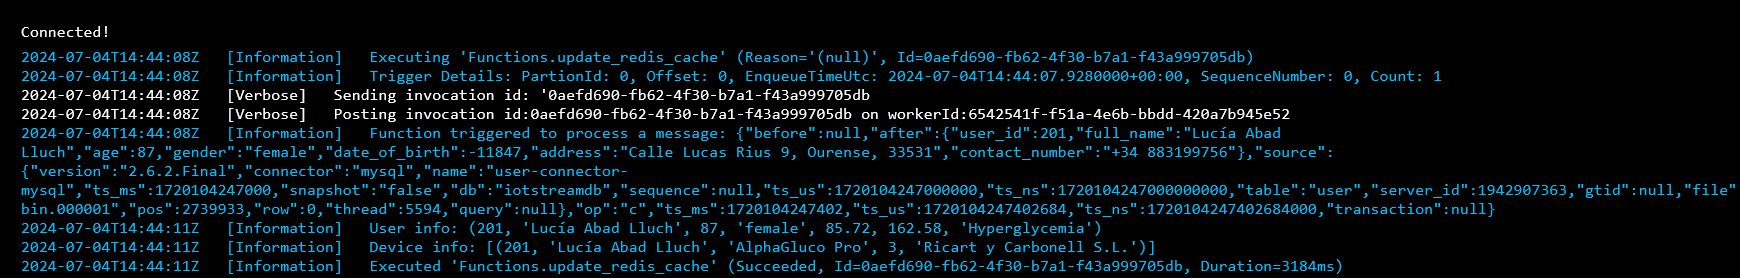 Connected!
2024-07-04T14:44:08Z   [Information]   Executing 'Functions.update_redis_cache' (Reason='(null)', Id=0aefd690-fb62-4f30-b7a1-f43a999705db)
2024-07-04T14:44:08Z   [Information]   Trigger Details: PartionId: 0, Offset: 0, EnqueueTimeUtc: 2024-07-04T14:44:07.9280000+00:00, SequenceNumber: 0, Count: 1
2024-07-04T14:44:08Z   [Verbose]   Sending invocation id: '0aefd690-fb62-4f30-b7a1-f43a999705db
2024-07-04T14:44:08Z   [Verbose]   Posting invocation id:0aefd690-fb62-4f30-b7a1-f43a999705db on workerId:6542541f-f51a-4e6b-bbdd-420a7b945e52
2024-07-04T14:44:08Z   [Information]   Function triggered to process a message: {"before":null,"after":{"user_id":201,"full_name":"Lucía Abad
Lluch","age":87,"gender":"female","date_of_birth":-11847,"address":"Calle Lucas Rius 9, Ourense, 33531","contact_number":"+34 883199756"},"source":
{"version":"2.6.2.Final","connector":"mysql","name":"user-connector-
mysql","ts_ms":1720104247000,"snapshot":"false","db":"iotstreamdb","sequence":null,"ts_us":1720104247000000,"ts_ns":1720104247000000000,"table":"user","server_id":1942907363,"gtid":null,"file"
bin.000001","pos":2739933,"row":0,"thread":5594,"query":null},"op":"c","ts_ms":1720104247402,"ts_us":1720104247402684,"ts_ns":1720104247402684000,"transaction":null}
2024-07-04T14:44:11Z   [Information]   User info: (201, 'Lucía Abad Lluch', 87, 'female', 85.72, 162.58, 'Hyperglycemia')
2024-07-04T14:44:11Z   [Information]   Device info: [(201, 'Lucía Abad Lluch', 'AlphaGluco Pro', 3, 'Ricart y Carbonell S.L.')]
2024-07-04T14:44:11Z   [Information]   Executed 'Functions.update_redis_cache' (Succeeded, Id=0aefd690-fb62-4f30-b7a1-f43a999705db, Duration=3184ms)